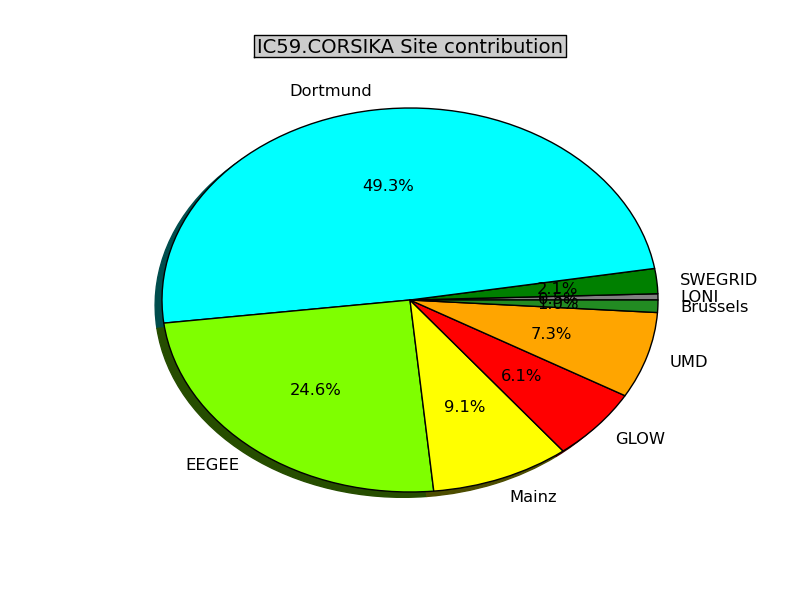 IC59.CORSIKA Site contribution
Dortmund
49.3%
SWEGRID
2.1%
LONI
Brussels
7.3%
UMD
6.1%
GLOW
24.6%
9.1%
EEGEE
Mainz